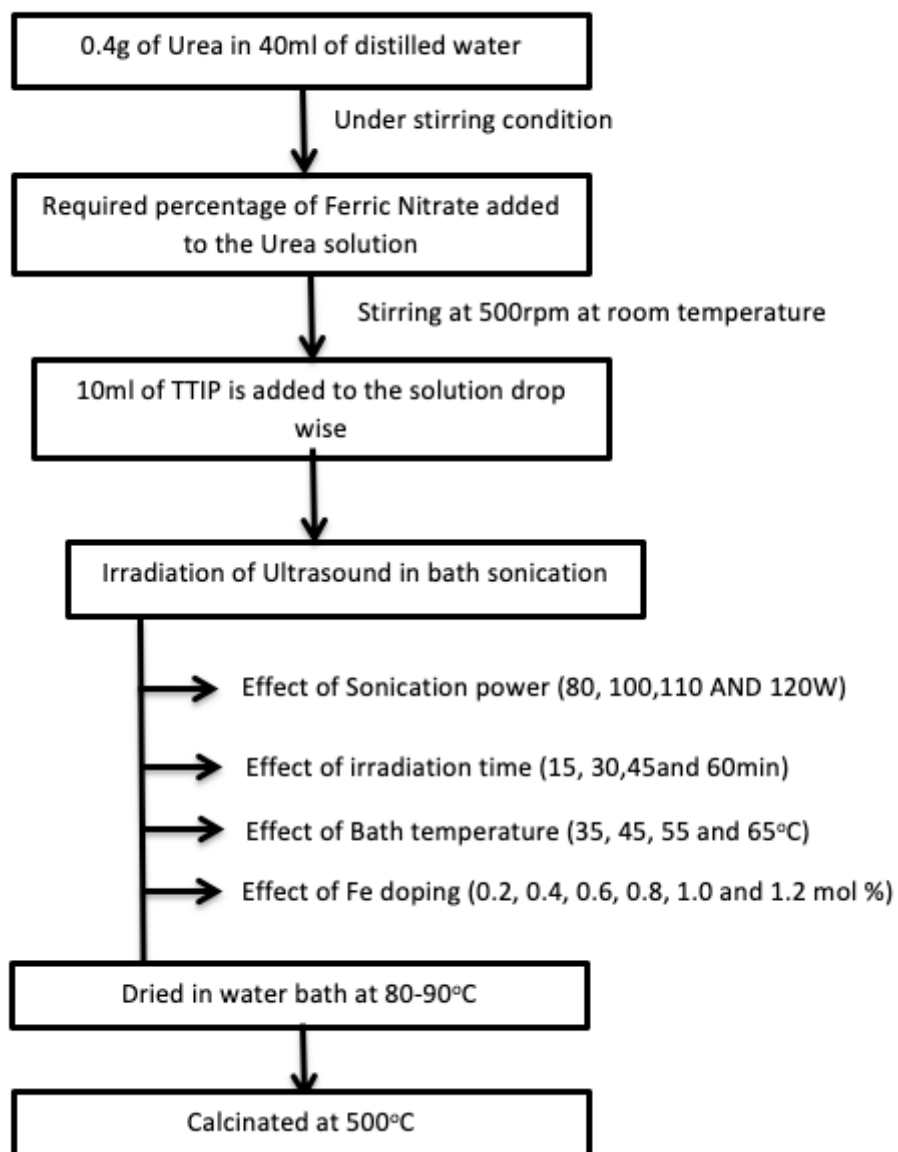 0.4g of Urea in 40ml of distilled water
Under stirring condition
Required percentage of Ferric Nitrate added
to the Urea solution
Stirring at 500rpm at room temperature
10ml of TTIP is added to the solution drop
wise
Irradiation of Ultrasound in bath sonication
Effect of Sonication power (80, 100,110 AND 120W)
Effect of irradiation time (15, 30,45and 60min)
Effect of Bath temperature (35, 45, 55 and 65°C)
Effect of Fe doping (0.2, 0.4, 0.6, 0.8, 1.0 and 1.2 mol %)
Dried in water bath at 80-90°C
Calcinated at 500°C